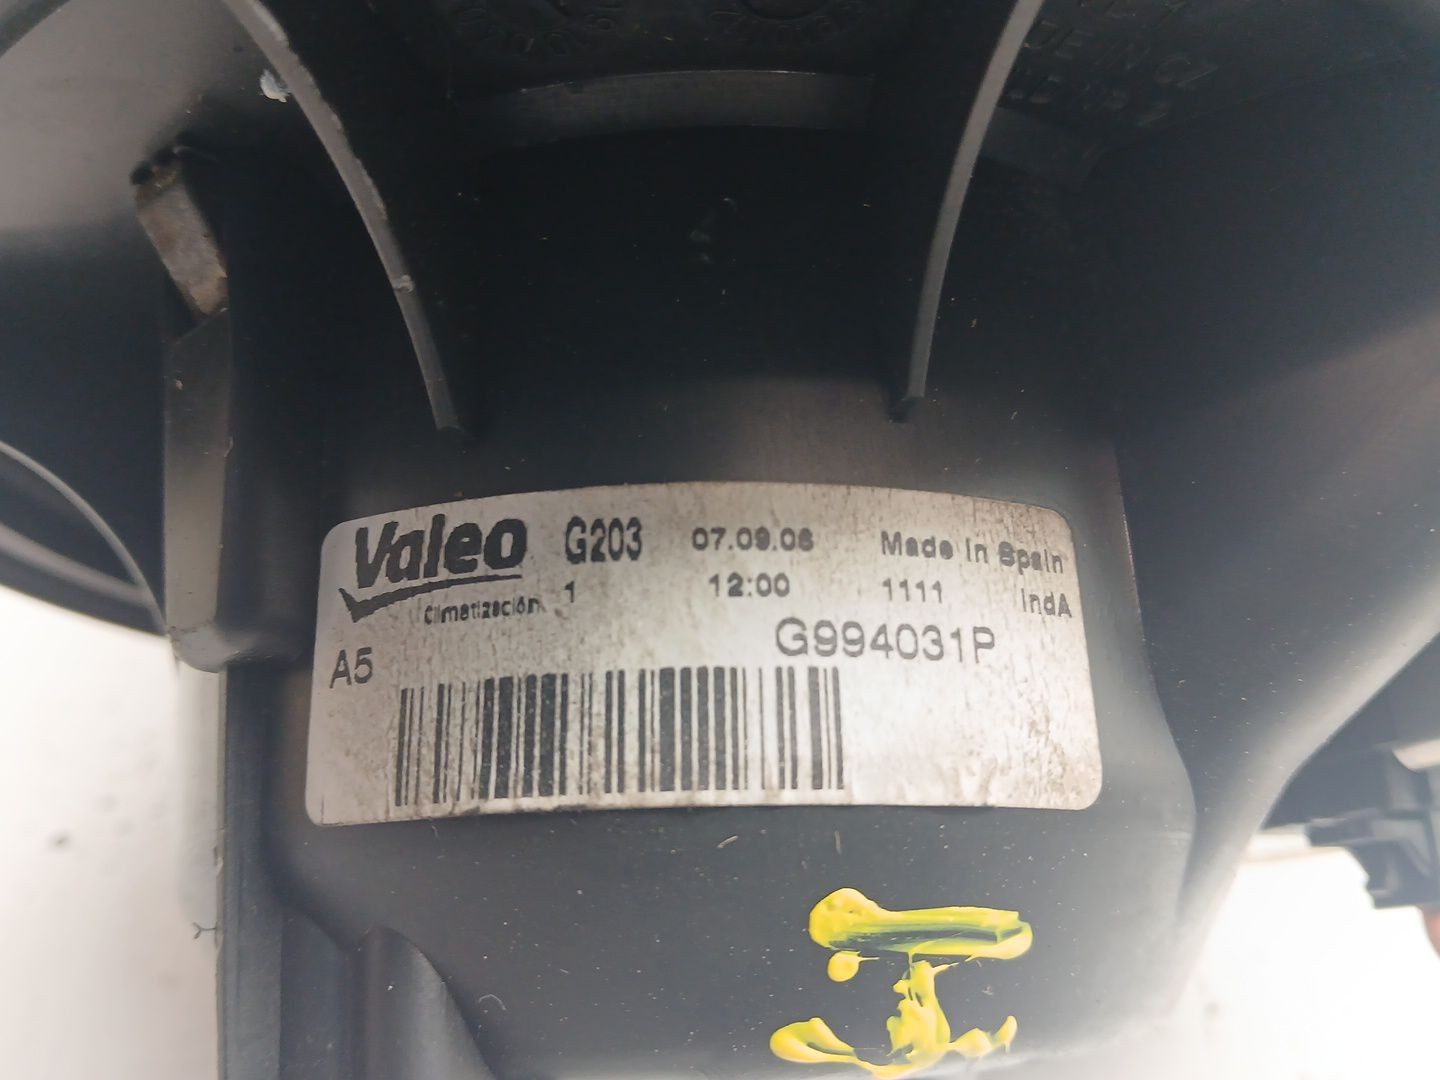 Valeo G203 07.09.06 Made In Spain
Climatización 1 12:00 1111 IndA
A5 G994031P